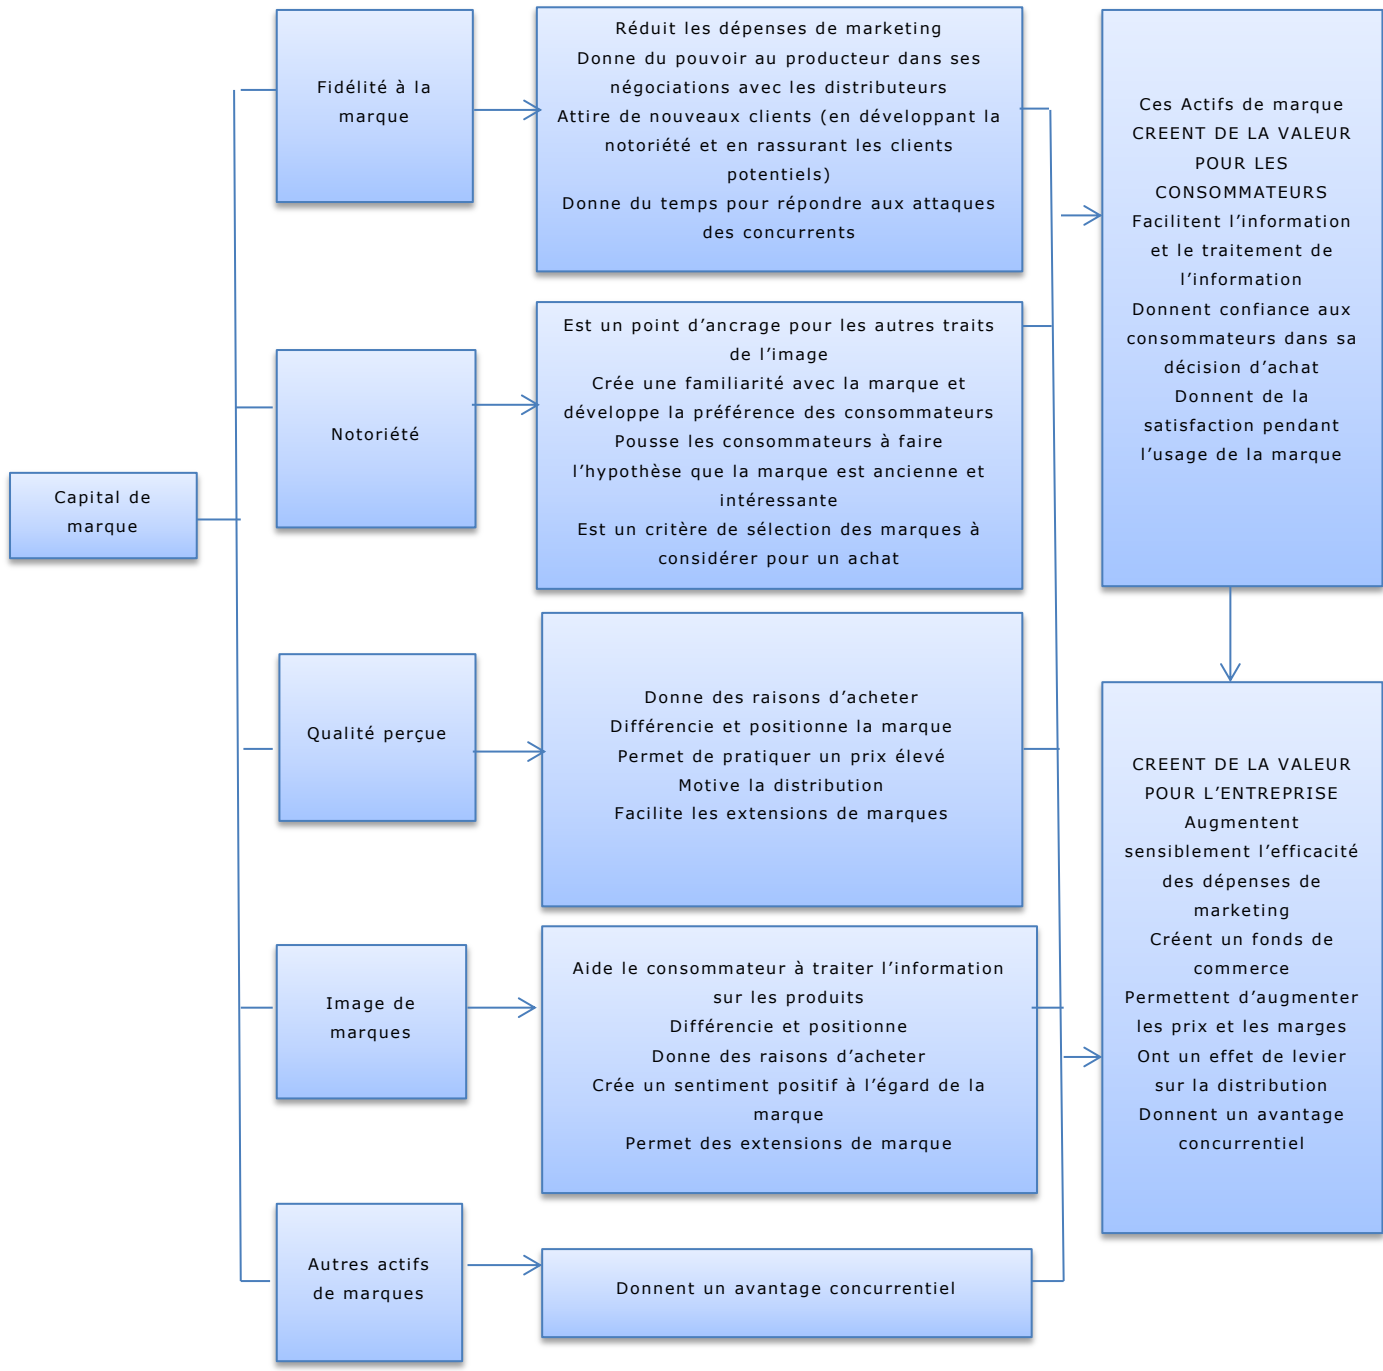 Capital de
marque
Fidélité à la
marque
Réduit les dépenses de marketing
Donne du pouvoir au producteur dans ses
négociations avec les distributeurs
Attire de nouveaux clients (en développant la
notoriété et en rassurant les clients
potentiels)
Donne du temps pour répondre aux attaques
des concurrents
Notoriété
Est un point d’ancrage pour les autres traits
de l’image
Crée une familiarité avec la marque et
développe la préférence des consommateurs
Pousse les consommateurs à faire
l’hypothèse que la marque est ancienne et
intéressante
Est un critère de sélection des marques à
considérer pour un achat
Qualité perçue
Donne des raisons d’acheter
Différencie et positionne la marque
Permet de pratiquer un prix élevé
Motive la distribution
Facilite les extensions de marques
Image de
marques
Aide le consommateur à traiter l’information
sur les produits
Différencie et positionne
Donne des raisons d’acheter
Crée un sentiment positif à l’égard de la
marque
Permet des extensions de marque
Autres actifs
de marques
Donnent un avantage concurrentiel
Ces Actifs de marque
CREENT DE LA VALEUR
POUR LES
CONSOMMATEURS
Facilitent l’information
et le traitement de
l’information
Donnent confiance aux
consommateurs dans sa
décision d’achat
Donnent de la
satisfaction pendant
l’usage de la marque
CREENT DE LA VALEUR
POUR L’ENTREPRISE
Augmentent
sensiblement l’efficacité
des dépenses de
marketing
Créent un fonds de
commerce
Permettent d’augmenter
les prix et les marges
Ont un effet de levier
sur la distribution
Donnent un avantage
concurrentiel